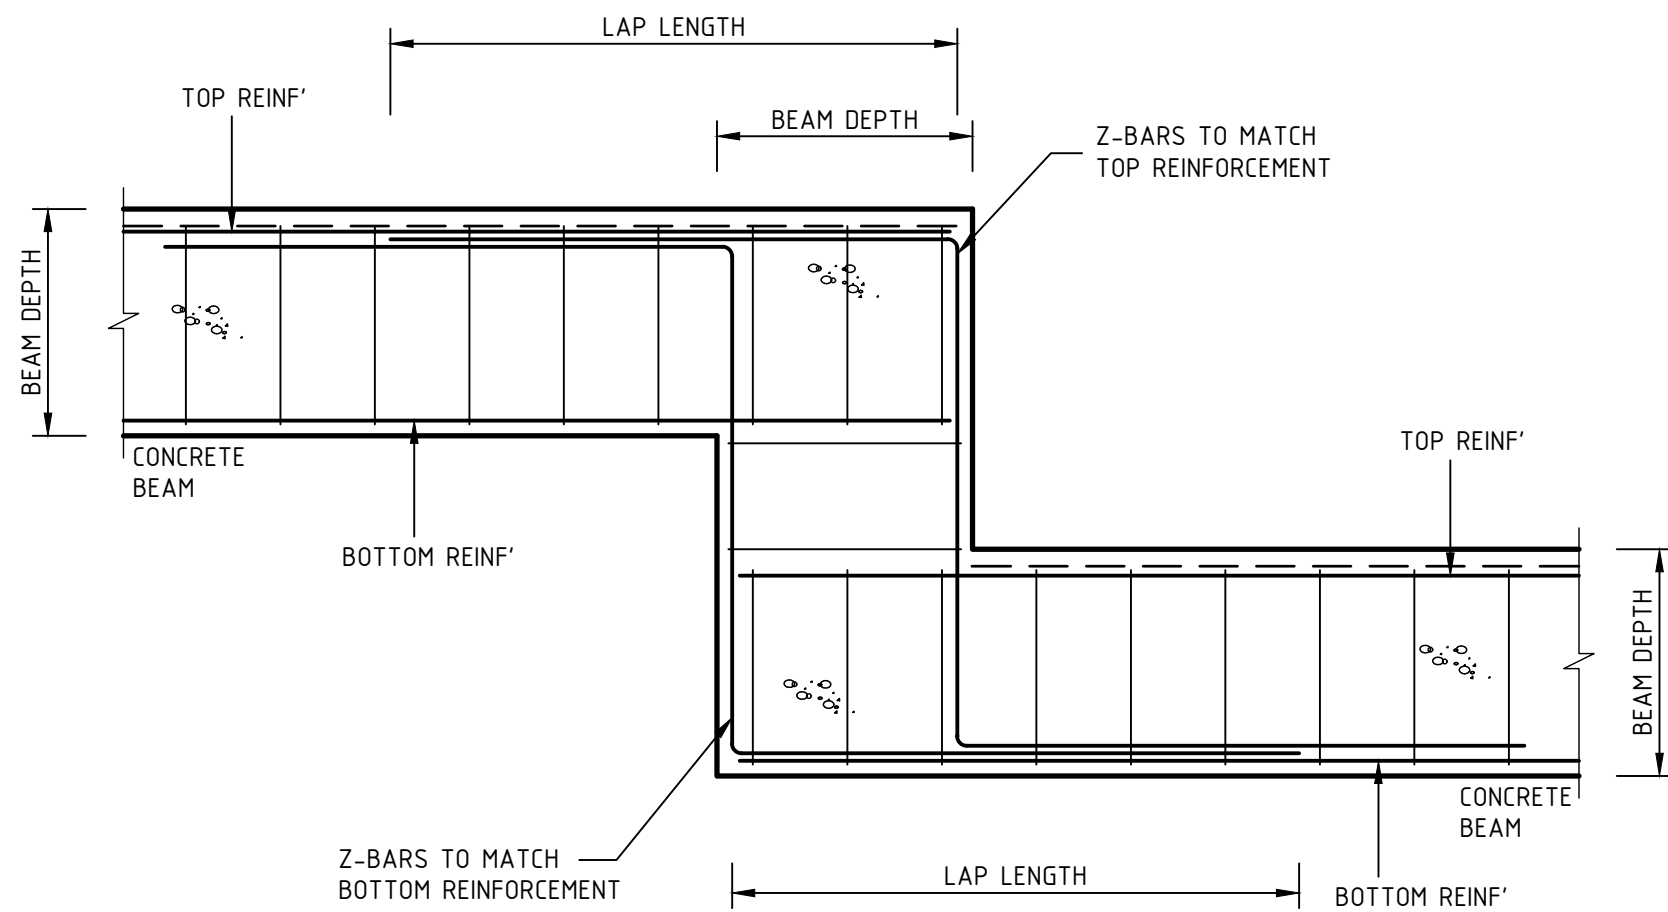 LAP LENGTH
TOP REINF'
BEAM DEPTH
Z-BARS TO MATCH
TOP REINFORCEMENT
BEAM DEPTH
CONCRETE
BEAM
BOTTOM REINF'
TOP REINF'
BEAM DEPTH
CONCRETE
BEAM
Z-BARS TO MATCH
BOTTOM REINFORCEMENT
LAP LENGTH
BOTTOM REINF'